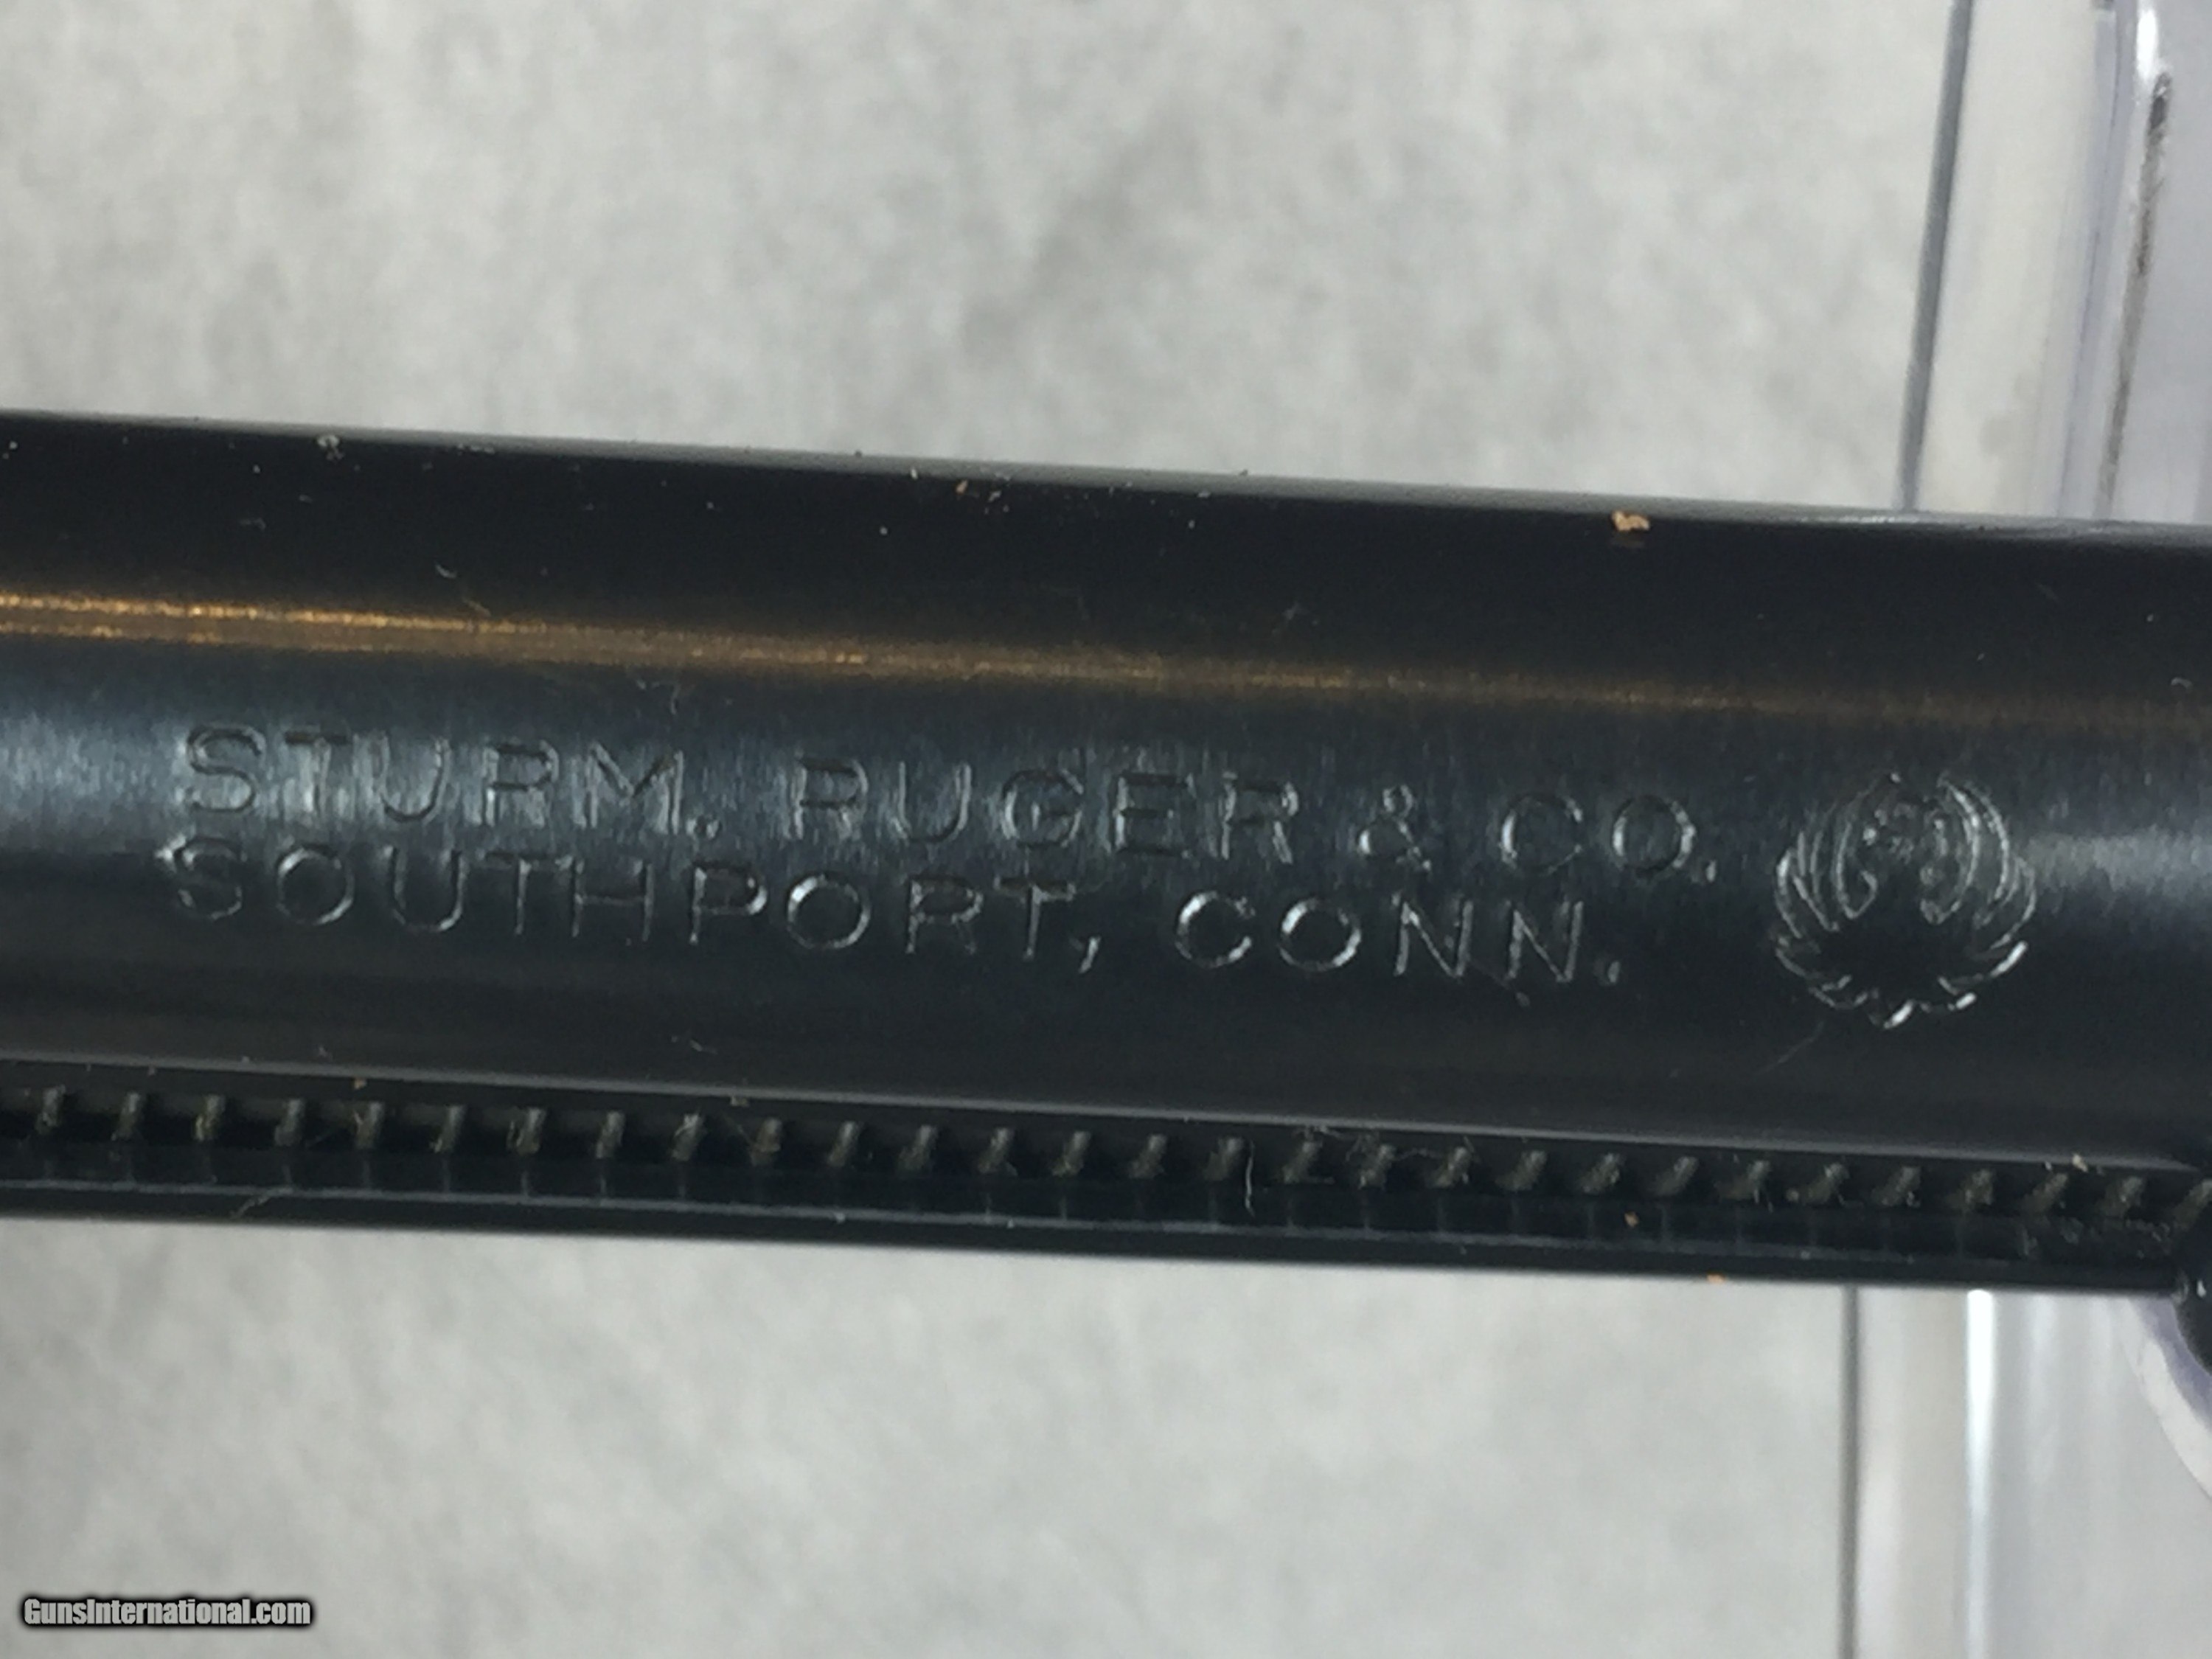 STURM, RUGER & CO.
SOUTHPORT, CONN.
GunsInternational.com